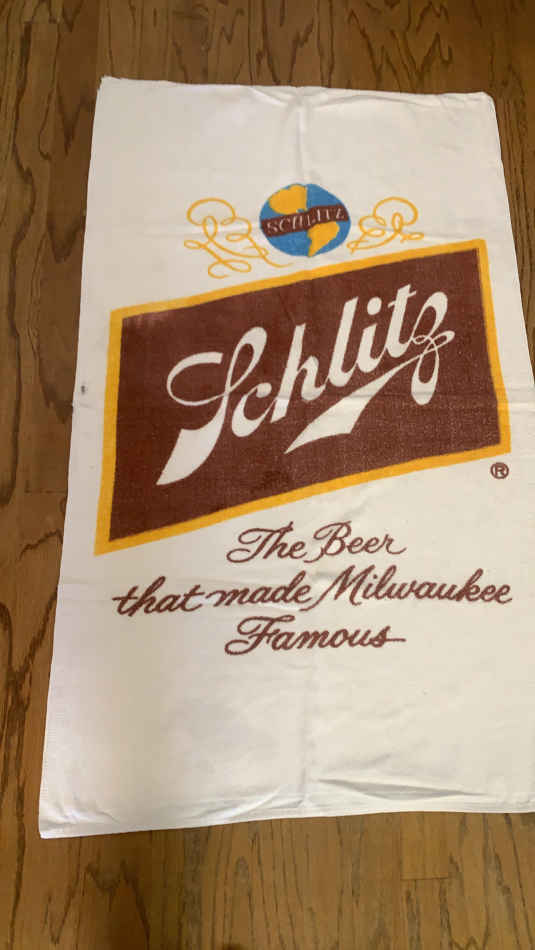 SCHLITZ
Schlitz
®
The Beer
that made Milwaukee
Famous